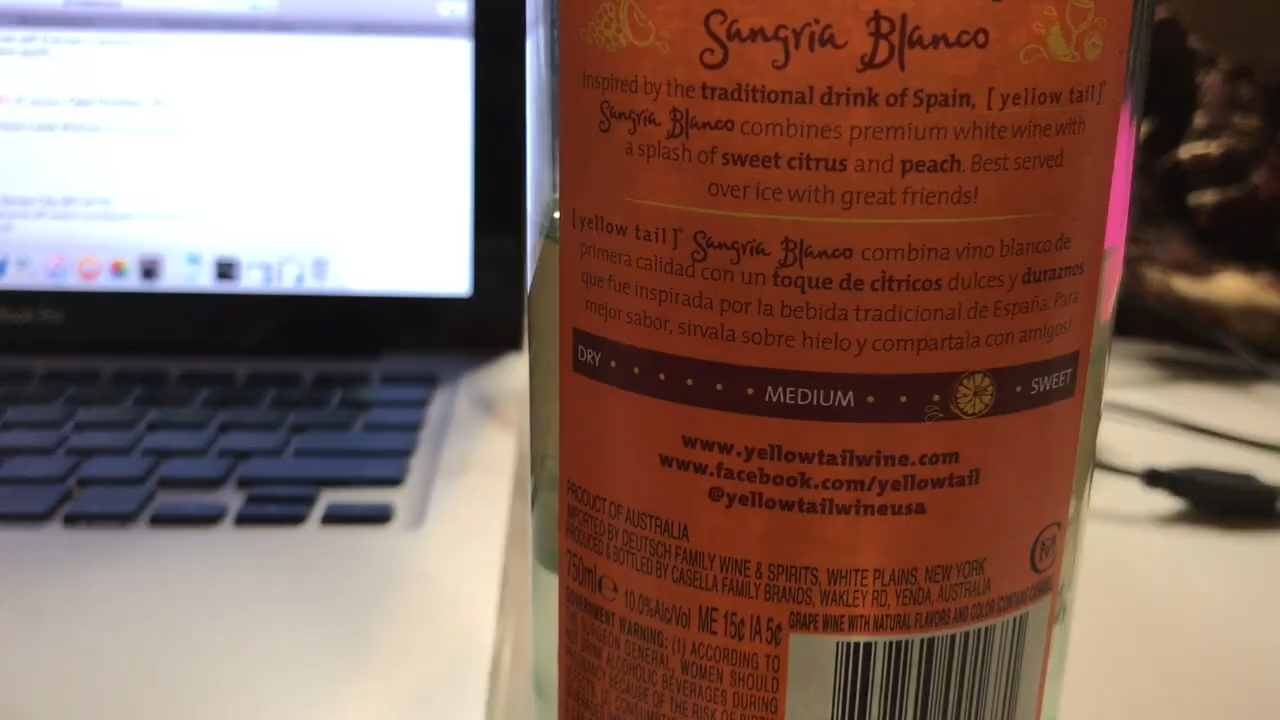 Sangria Blanco
Inspired by the traditional drink of Spain, [ yellow tail ]®
Sangria Blanco combines premium white wine with
a splash of sweet citrus and peach. Best served
over ice with great friends!
[ yellow tail ]® Sangria Blanco combina vino blanco de
primera calidad con un toque de cìtricos dulces y duraznos
que fue inspirada por la bebida tradicional de España. Para
mejor sabor, sirvala sobre hielo y compartala con amigos!
DRY MEDIUM SWEET
www.yellowtailwine.com
www.facebook.com/yellowtail
@yellowtailwineusa
PRODUCT OF AUSTRALIA
IMPORTED BY DEUTSCH FAMILY WINE & SPIRITS, WHITE PLAINS, NEW YORK
PRODUCED & BOTTLED BY CASELLA FAMILY BRANDS, WAKLEY RD, YENDA, AUSTRALIA
750ml e 10.0%Alc/Vol ME 15¢ IA 5¢
GRAPE WINE WITH NATURAL FLAVORS AND COLOR
GOVERNMENT WARNING: (1) ACCORDING TO
SURGEON GENERAL, WOMEN SHOULD
NOT DRINK ALCOHOLIC BEVERAGES DURING
PREGNANCY BECAUSE OF THE RISK OF BIRTH